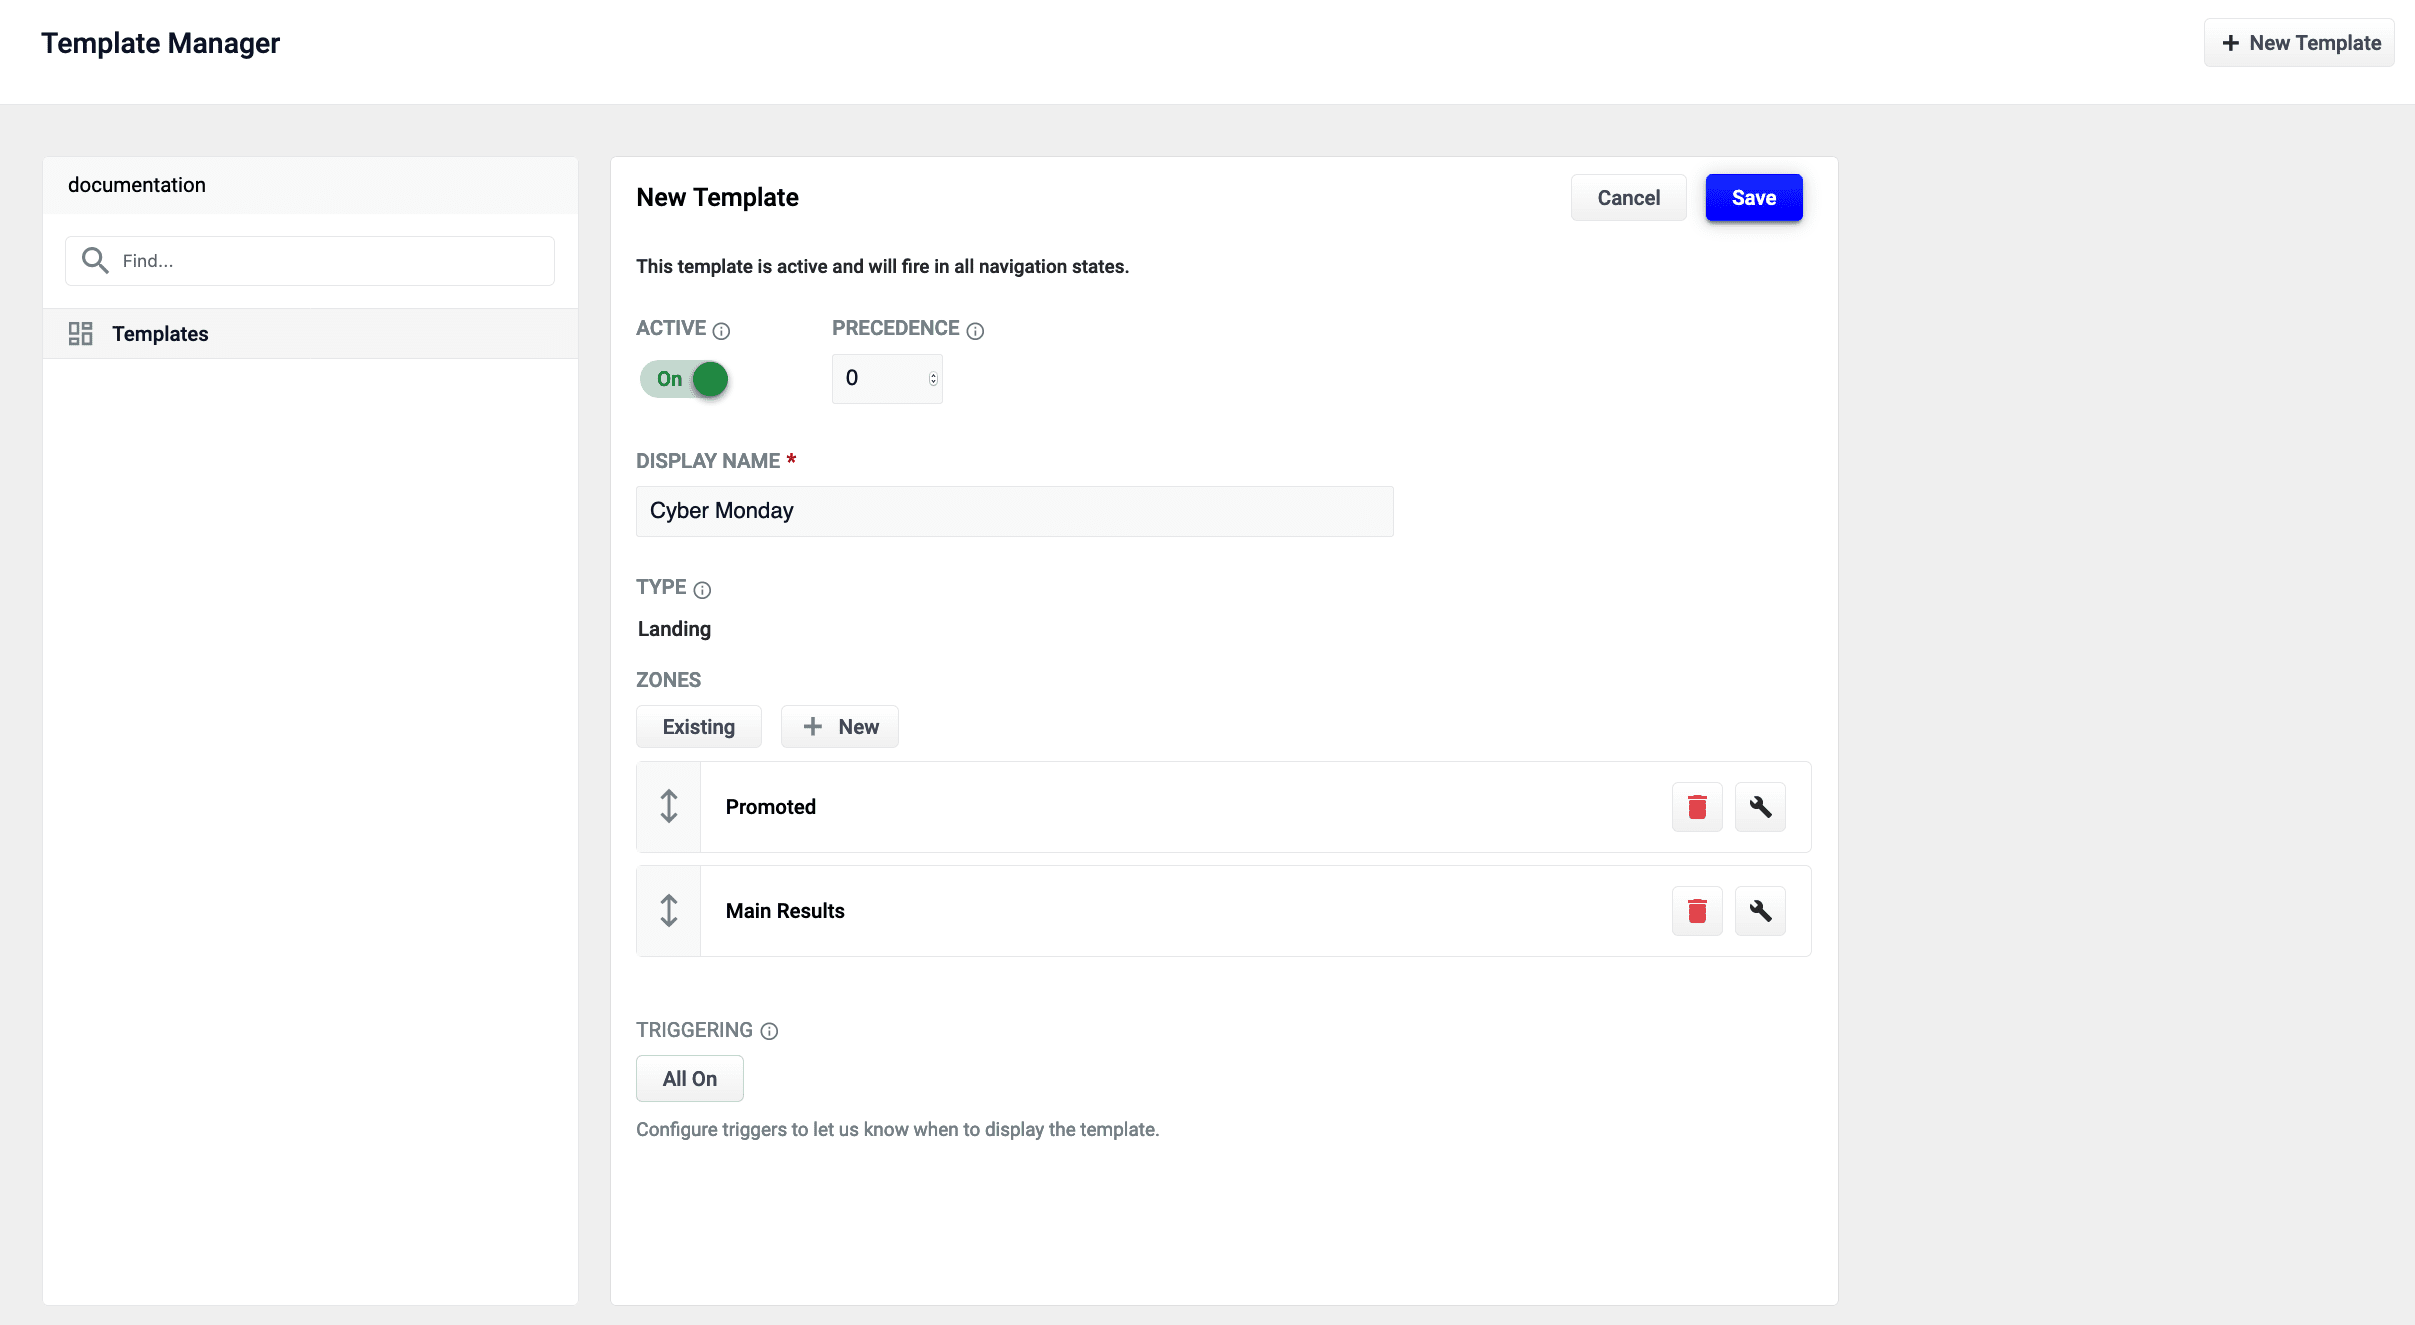 Template Manager
+ New Template
documentation
Find...
Templates
New Template
Cancel
Save
This template is active and will fire in all navigation states.
ACTIVE
PRECEDENCE
On
0
DISPLAY NAME *
Cyber Monday
TYPE
Landing
ZONES
Existing
+ New
Promoted
Main Results
TRIGGERING
All On
Configure triggers to let us know when to display the template.